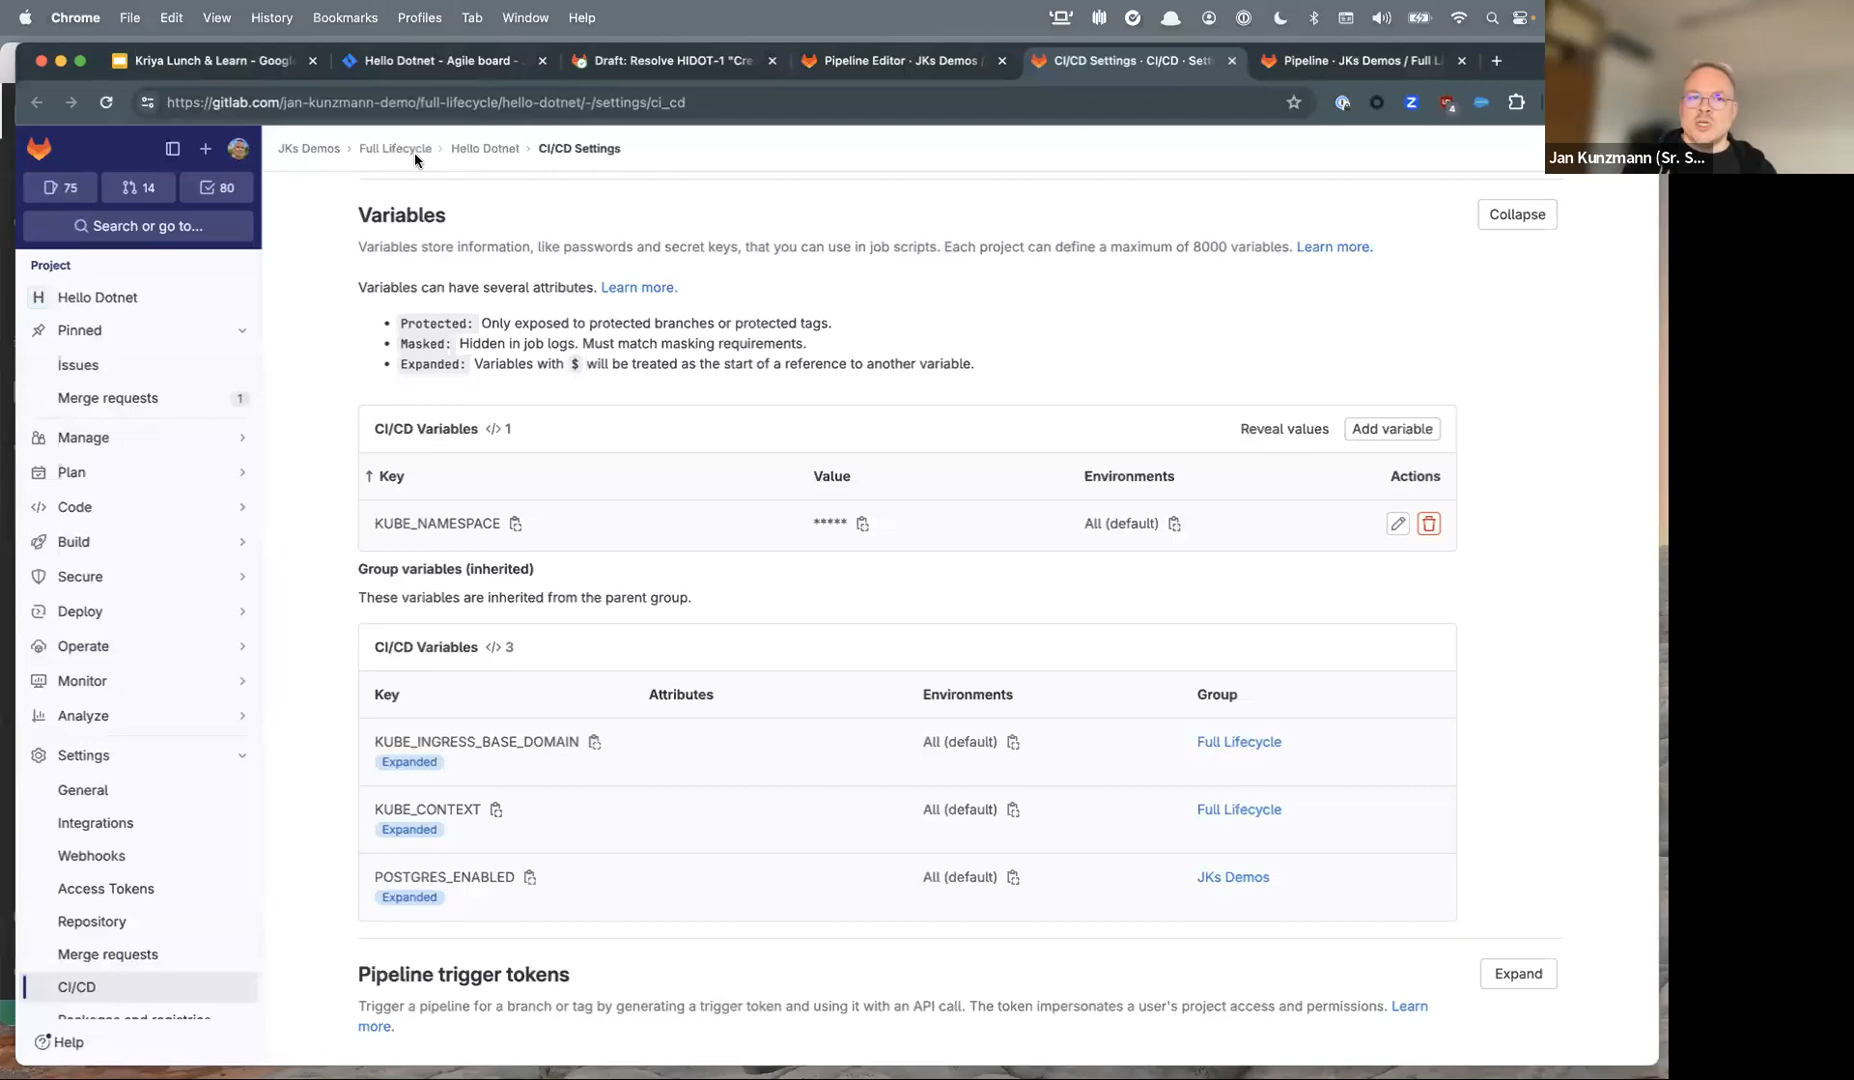 Chrome File Edit View History Bookmarks Profiles Tab Window Help
Kriya Lunch & Learn - Google
Hello Dotnet - Agile board -
Draft: Resolve HIDOT-1 "Cre
Pipeline Editor · JKs Demos /
CI/CD Settings · CI/CD · Sett
Pipeline · JKs Demos / Full L
https://gitlab.com/jan-kunzmann-demo/full-lifecycle/hello-dotnet/-/settings/ci_cd
Jan Kunzmann (Sr. S...
JKs Demos › Full Lifecycle › Hello Dotnet › CI/CD Settings
75 14 80
Search or go to...
Project
H Hello Dotnet
Pinned
Issues
Merge requests 1
Manage
Plan
Code
Build
Secure
Deploy
Operate
Monitor
Analyze
Settings
General
Integrations
Webhooks
Access Tokens
Repository
Merge requests
CI/CD
Packages and registries
Help
Variables
Collapse
Variables store information, like passwords and secret keys, that you can use in job scripts. Each project can define a maximum of 8000 variables. Learn more.
Variables can have several attributes. Learn more.
• Protected: Only exposed to protected branches or protected tags.
• Masked: Hidden in job logs. Must match masking requirements.
• Expanded: Variables with $ will be treated as the start of a reference to another variable.
CI/CD Variables </> 1
Reveal values Add variable
↑ Key Value Environments Actions
KUBE_NAMESPACE ***** All (default)
Group variables (inherited)
These variables are inherited from the parent group.
CI/CD Variables </> 3
Key Attributes Environments Group
KUBE_INGRESS_BASE_DOMAIN All (default) Full Lifecycle
Expanded
KUBE_CONTEXT All (default) Full Lifecycle
Expanded
POSTGRES_ENABLED All (default) JKs Demos
Expanded
Pipeline trigger tokens
Expand
Trigger a pipeline for a branch or tag by generating a trigger token and using it with an API call. The token impersonates a user's project access and permissions. Learn
more.